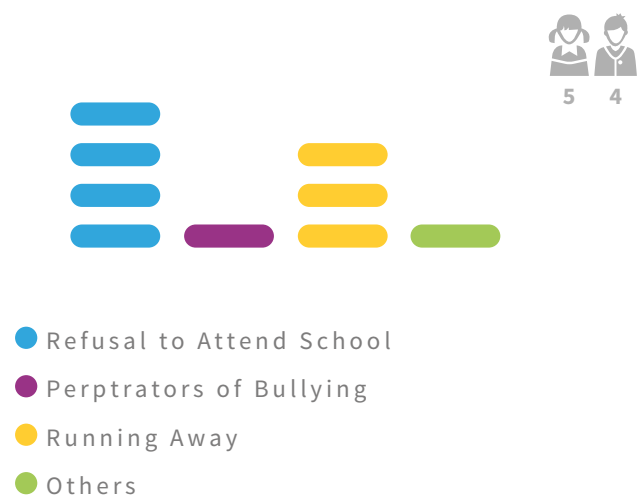 5 4
Refusal to Attend School
Perptrators of Bullying
Running Away
Others